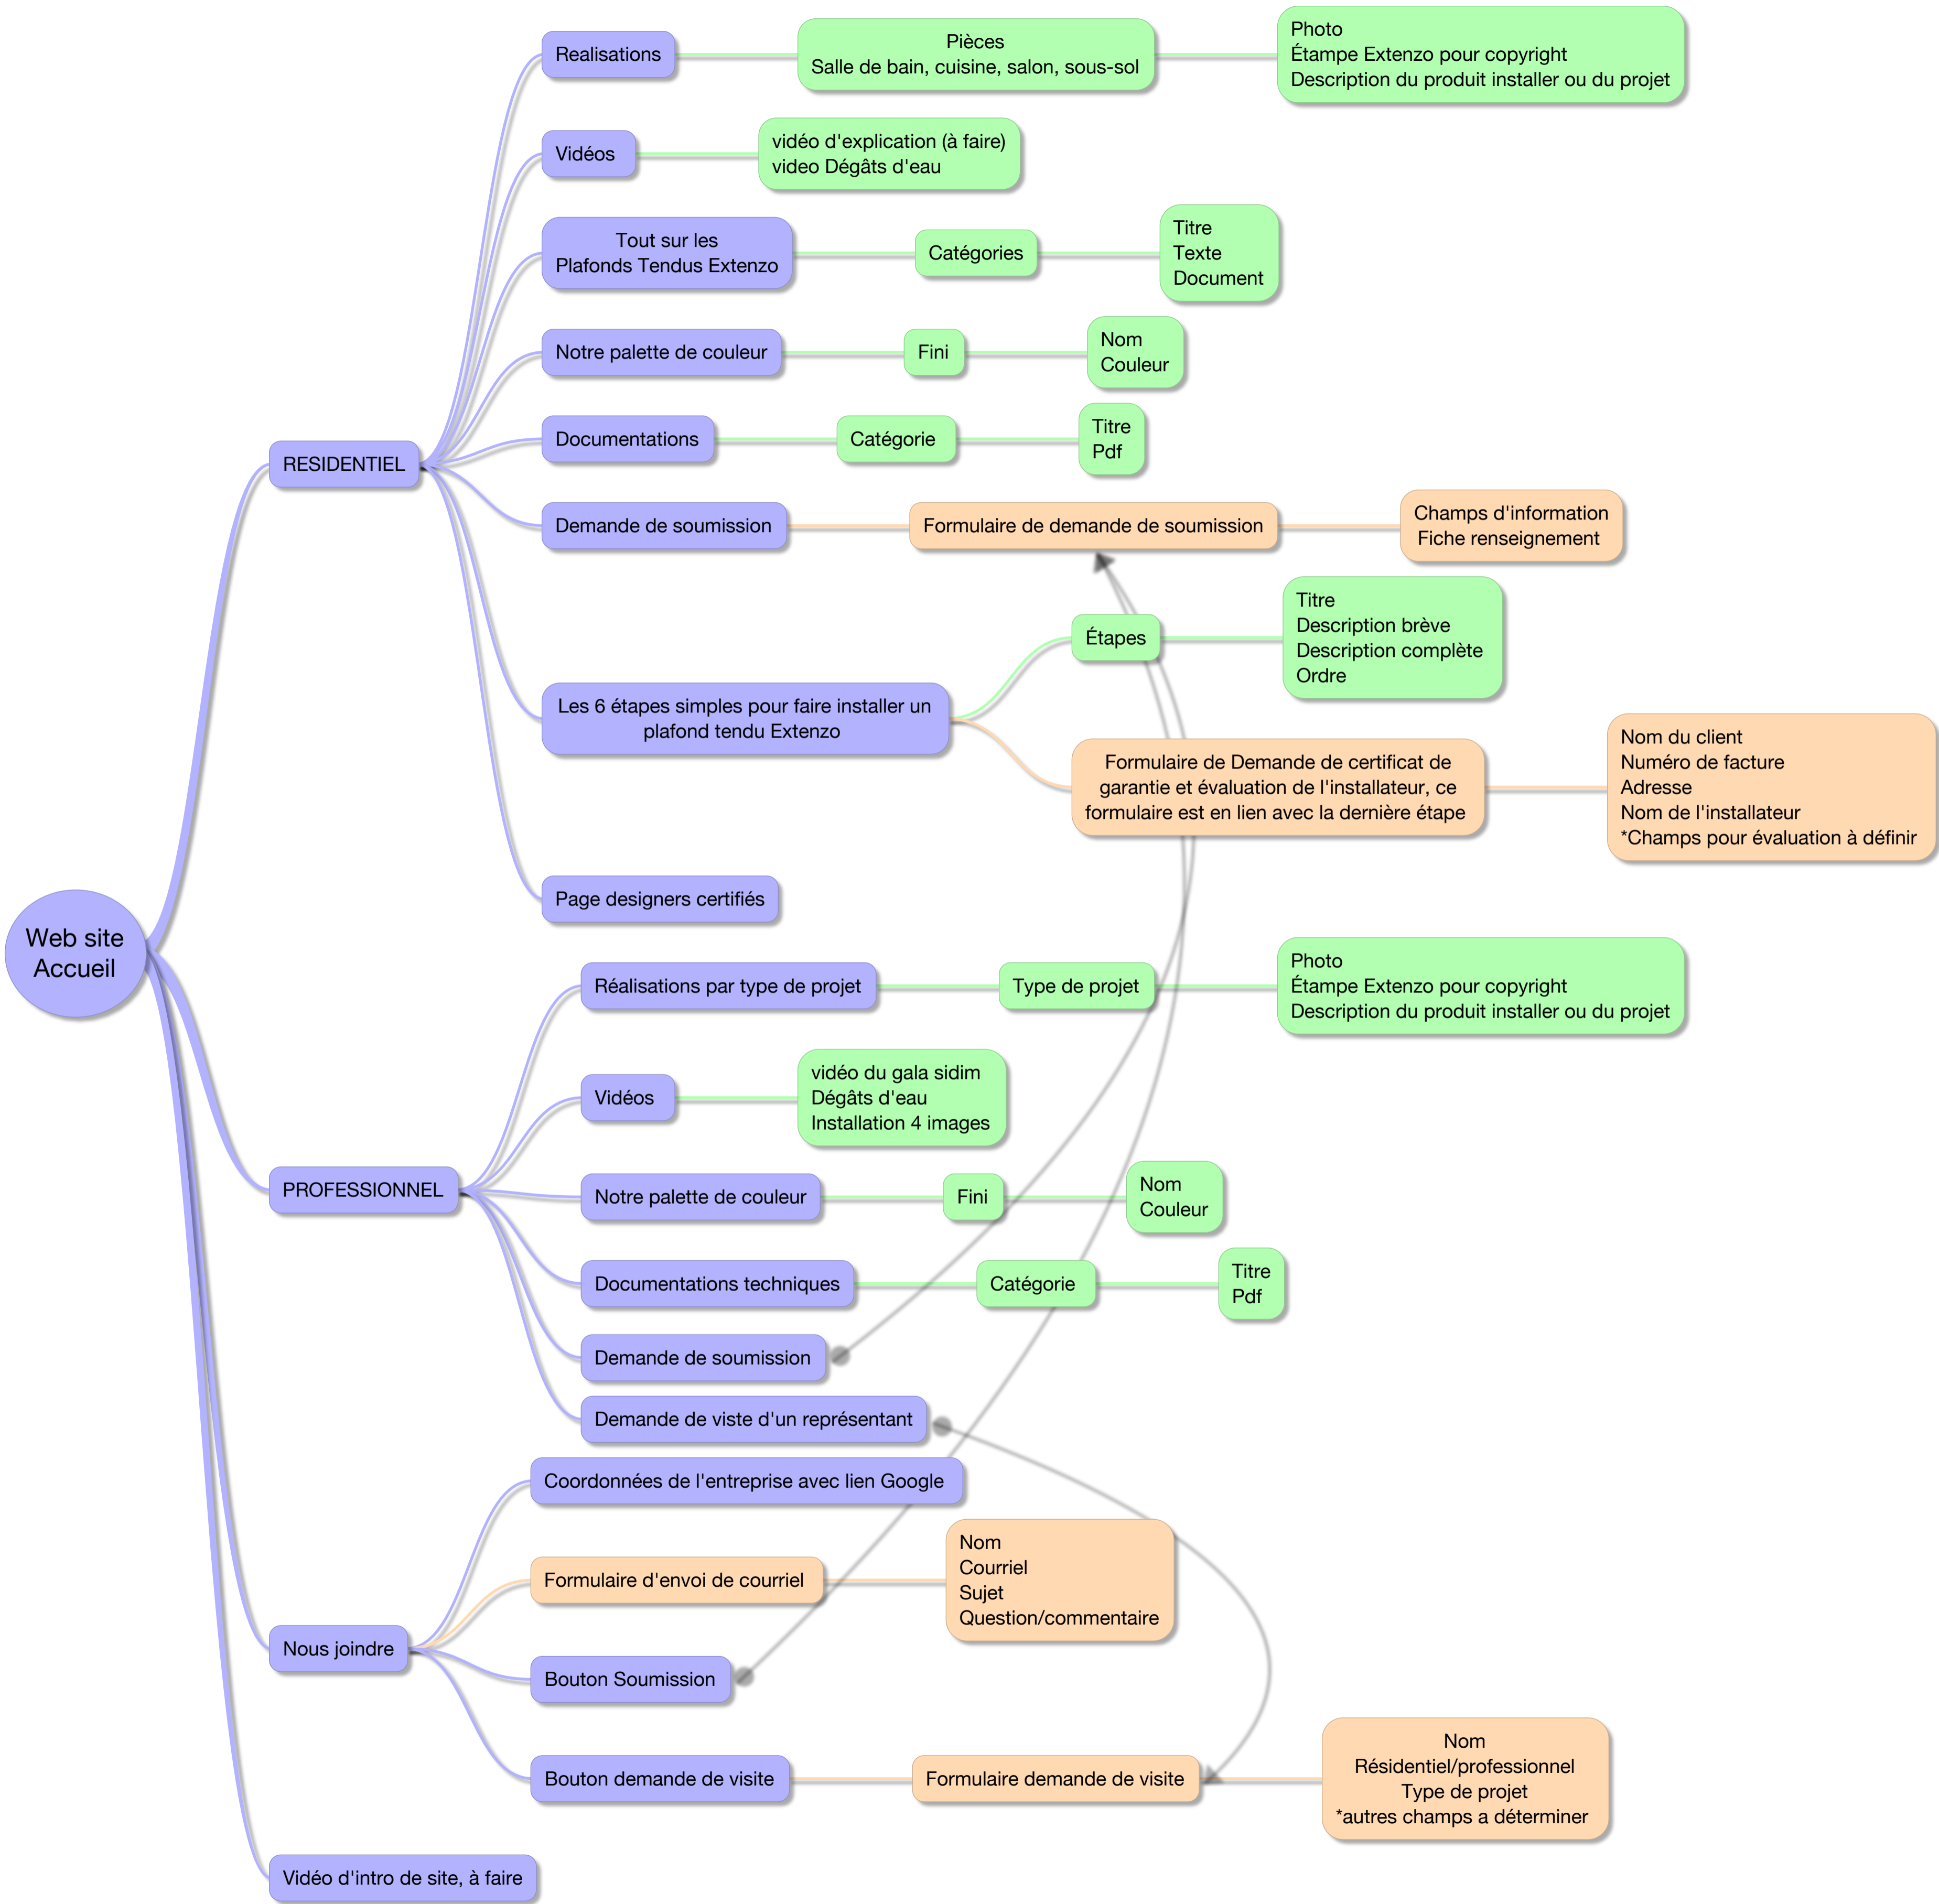 Web site
Accueil
RESIDENTIEL
Realisations
Pièces
Salle de bain, cuisine, salon, sous-sol
Photo
Étampe Extenzo pour copyright
Description du produit installer ou du projet
Vidéos
vidéo d'explication (à faire)
video Dégâts d'eau
Tout sur les
Plafonds Tendus Extenzo
Catégories
Titre
Texte
Document
Notre palette de couleur
Fini
Nom
Couleur
Documentations
Catégorie
Titre
Pdf
Demande de soumission
Formulaire de demande de soumission
Champs d'information
Fiche renseignement
Les 6 étapes simples pour faire installer un
plafond tendu Extenzo
Étapes
Titre
Description brève
Description complète
Ordre
Formulaire de Demande de certificat de
garantie et évaluation de l'installateur, ce
formulaire est en lien avec la dernière étape
Nom du client
Numéro de facture
Adresse
Nom de l'installateur
*Champs pour évaluation à définir
Page designers certifiés
PROFESSIONNEL
Réalisations par type de projet
Type de projet
Photo
Étampe Extenzo pour copyright
Description du produit installer ou du projet
Vidéos
vidéo du gala sidim
Dégâts d'eau
Installation 4 images
Notre palette de couleur
Fini
Nom
Couleur
Documentations techniques
Catégorie
Titre
Pdf
Demande de soumission
Demande de viste d'un représentant
Nous joindre
Coordonnées de l'entreprise avec lien Google
Formulaire d'envoi de courriel
Nom
Courriel
Sujet
Question/commentaire
Bouton Soumission
Bouton demande de visite
Formulaire demande de visite
Nom
Résidentiel/professionnel
Type de projet
*autres champs a déterminer
Vidéo d'intro de site, à faire